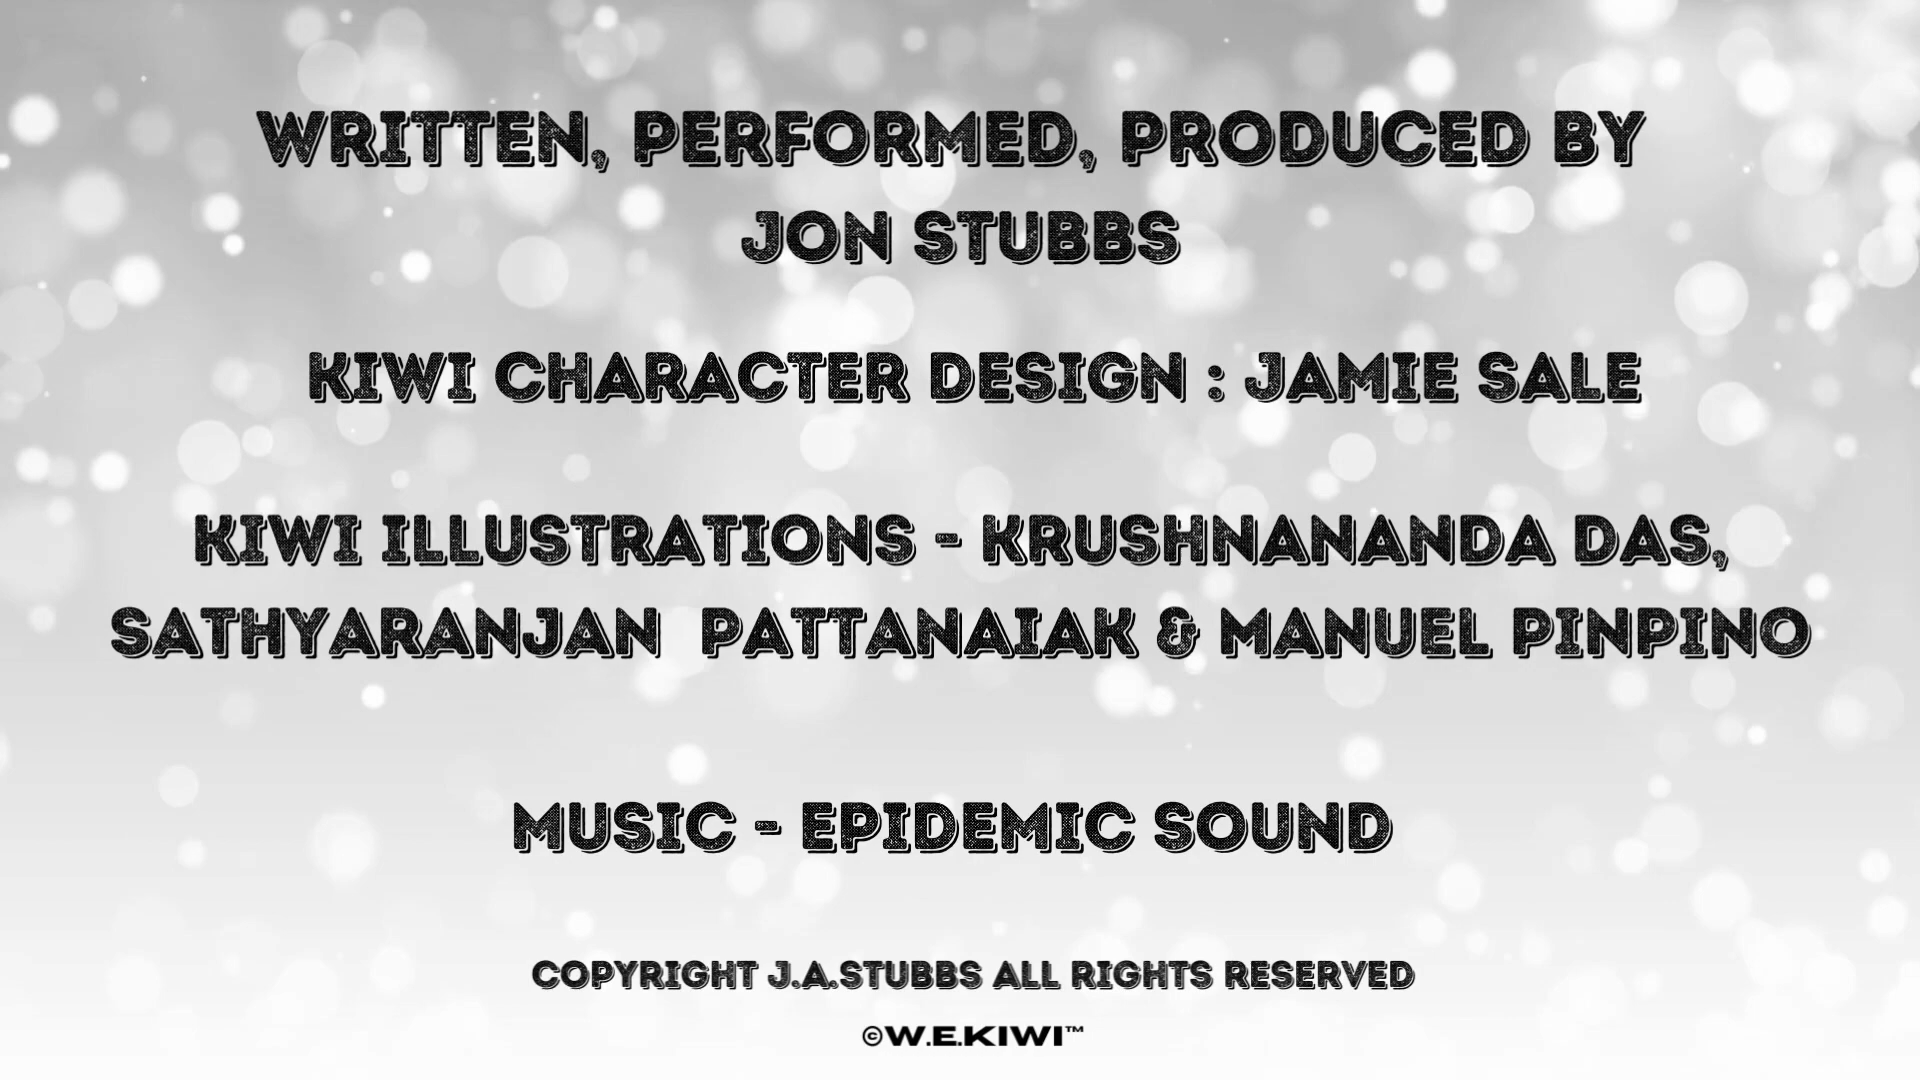 WRITTEN, PERFORMED, PRODUCED BY
JON STUBBS
KIWI CHARACTER DESIGN : JAMIE SALE
KIWI ILLUSTRATIONS - KRUSHNANANDA DAS,
SATHYARANJAN PATTANAIAK & MANUEL PINPINO
MUSIC - EPIDEMIC SOUND
COPYRIGHT J.A.STUBBS ALL RIGHTS RESERVED
©W.E.KIWI™